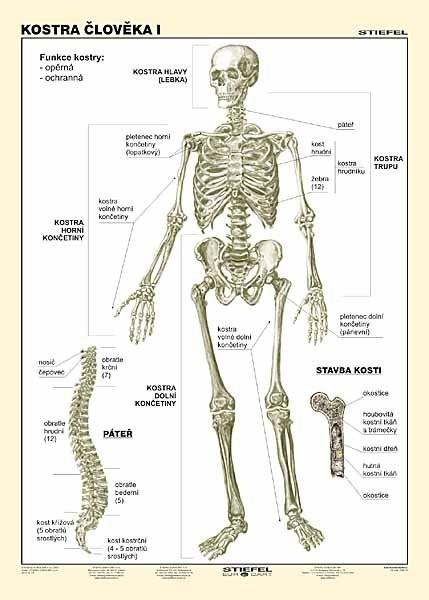 KOSTRA ČLOVĚKA I
STIEFEL
Funkce kostry:
- opěrná
- ochranná
KOSTRA HLAVY
(LEBKA)
páteř
pletenec horní
končetiny
(lopatkový)
kost
hrudní
kostra
hrudníku
KOSTRA
TRUPU
žebra
(12)
kostra
volné horní
končetiny
KOSTRA
HORNÍ
KONČETINY
pletenec dolní
končetiny
(pánevní)
kostra
volné dolní
končetiny
KOSTRA
DOLNÍ
KONČETINY
nosič
čepovec
obratle
krční
(7)
obratle
hrudní
(12)
PÁTEŘ
obratle
bederní
(5)
kost křížová
(5 obratlů
srostlých)
kost kostrční
(4 - 5 obratlů
srostlých)
STAVBA KOSTI
okostice
houbovitá
kostní tkáň
s trámečky
kostní dřeň
hutná
kostní tkáň
okostice
STIEFEL
EUROCART